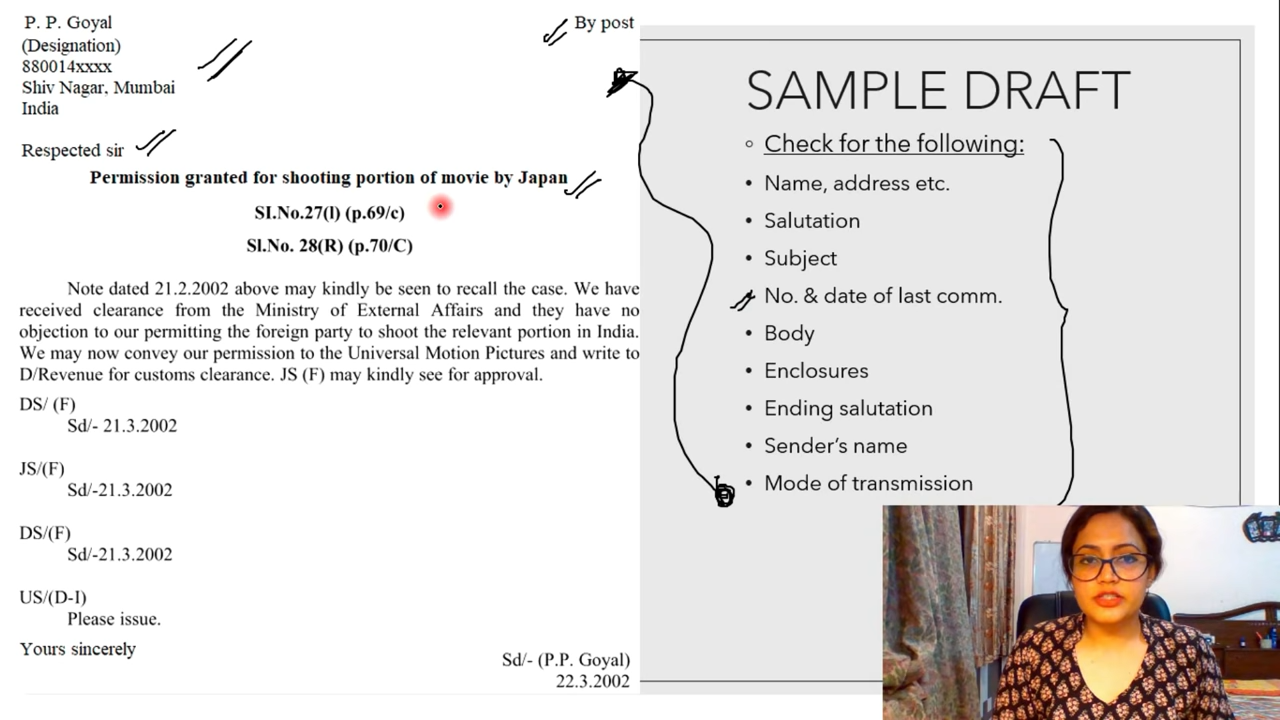 P. P. Goyal
By post
(Designation)
880014xxxx
Shiv Nagar, Mumbai
India
Respected sir
Permission granted for shooting portion of movie by Japan
SI.No.27(l) (p.69/c)
Sl.No. 28(R) (p.70/C)
Note dated 21.2.2002 above may kindly be seen to recall the case. We have
received clearance from the Ministry of External Affairs and they have no
objection to our permitting the foreign party to shoot the relevant portion in India.
We may now convey our permission to the Universal Motion Pictures and write to
D/Revenue for customs clearance. JS (F) may kindly see for approval.
DS/ (F)
Sd/- 21.3.2002
JS/(F)
Sd/-21.3.2002
DS/(F)
Sd/-21.3.2002
US/(D-I)
Please issue.
Yours sincerely
Sd/- (P.P. Goyal)
22.3.2002
SAMPLE DRAFT
Check for the following:
• Name, address etc.
• Salutation
• Subject
• No. & date of last comm.
• Body
• Enclosures
• Ending salutation
• Sender’s name
• Mode of transmission